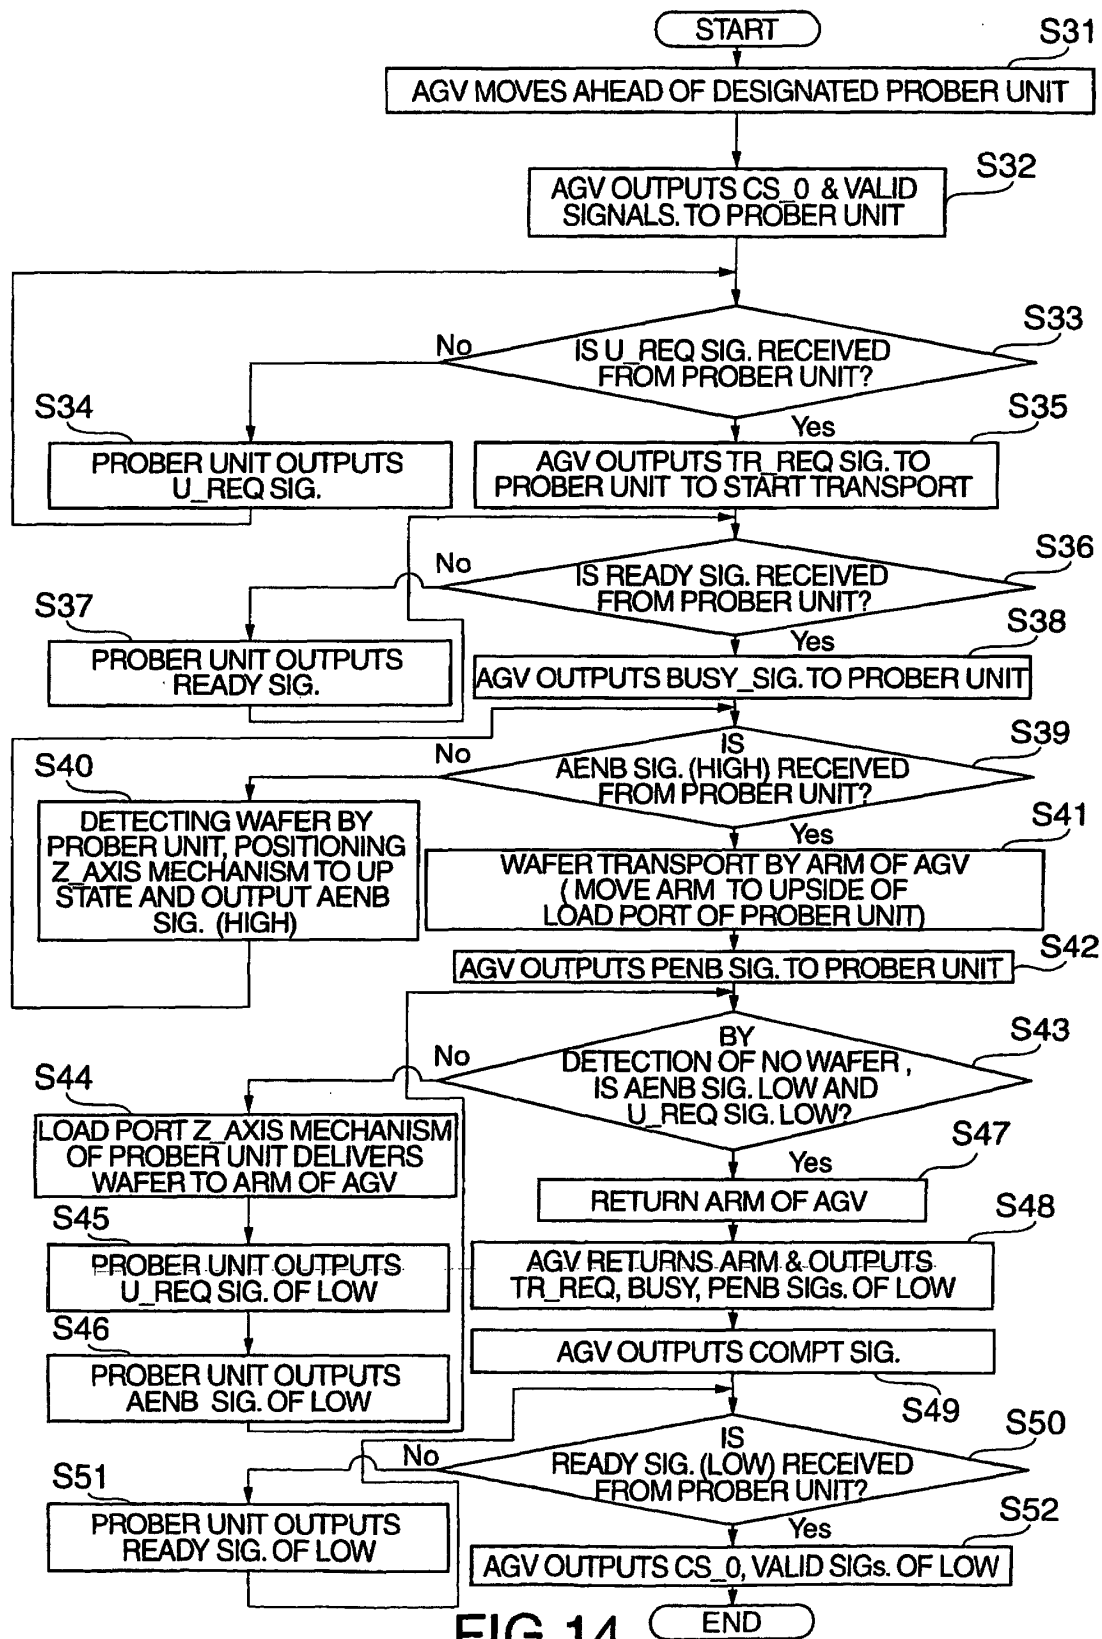 START
S31
AGV MOVES AHEAD OF DESIGNATED PROBER UNIT
S32
AGV OUTPUTS CS_0 & VALID
SIGNALS. TO PROBER UNIT
S33
No
IS U_REQ SIG. RECEIVED
FROM PROBER UNIT?
S34
Yes
S35
PROBER UNIT OUTPUTS
U_REQ SIG.
AGV OUTPUTS TR_REQ SIG. TO
PROBER UNIT TO START TRANSPORT
S36
No
IS READY SIG. RECEIVED
FROM PROBER UNIT?
S37
Yes
S38
PROBER UNIT OUTPUTS
READY SIG.
AGV OUTPUTS BUSY_SIG. TO PROBER UNIT
S39
No
IS
AENB SIG. (HIGH) RECEIVED
FROM PROBER UNIT?
S40
Yes
S41
DETECTING WAFER BY
PROBER UNIT, POSITIONING
Z_AXIS MECHANISM TO UP
STATE AND OUTPUT AENB
SIG. (HIGH)
WAFER TRANSPORT BY ARM OF AGV
( MOVE ARM TO UPSIDE OF
LOAD PORT OF PROBER UNIT)
S42
AGV OUTPUTS PENB SIG. TO PROBER UNIT
S43
No
BY
DETECTION OF NO WAFER ,
IS AENB SIG. LOW AND
U_REQ SIG. LOW?
S44
LOAD PORT Z_AXIS MECHANISM
OF PROBER UNIT DELIVERS
WAFER TO ARM OF AGV
Yes
S47
RETURN ARM OF AGV
S45
PROBER UNIT OUTPUTS
U_REQ SIG. OF LOW
S48
AGV RETURNS ARM & OUTPUTS
TR_REQ, BUSY, PENB SIGs. OF LOW
S46
PROBER UNIT OUTPUTS
AENB SIG. OF LOW
AGV OUTPUTS COMPT SIG.
S49
S50
No
IS
READY SIG. (LOW) RECEIVED
FROM PROBER UNIT?
S51
PROBER UNIT OUTPUTS
READY SIG. OF LOW
Yes
S52
AGV OUTPUTS CS_0, VALID SIGs. OF LOW
END
FIG.14